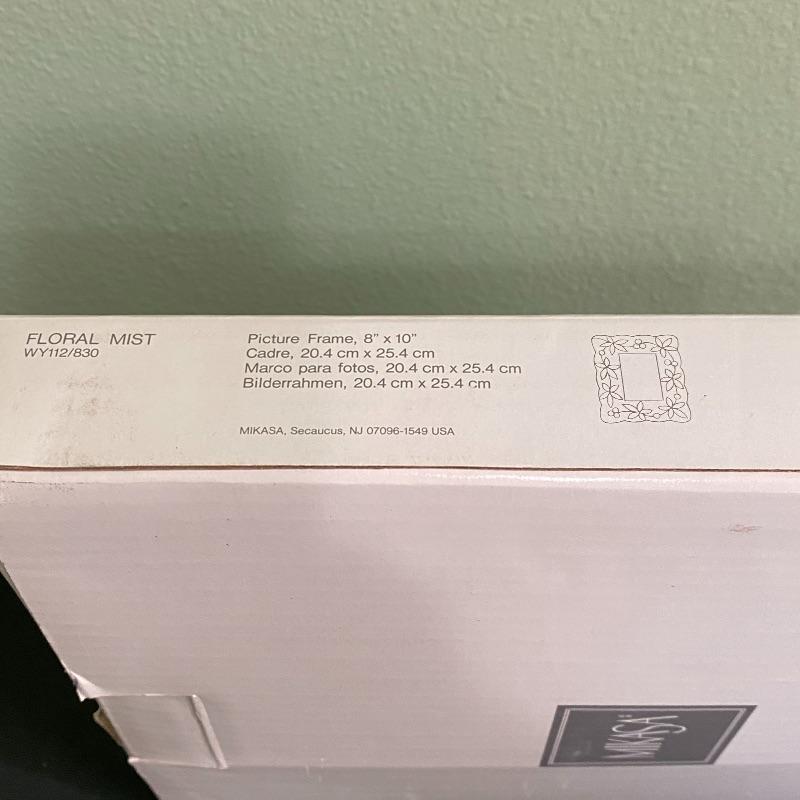 FLORAL MIST
WY112/830
Picture Frame, 8" x 10"
Cadre, 20.4 cm x 25.4 cm
Marco para fotos, 20.4 cm x 25.4 cm
Bilderrahmen, 20.4 cm x 25.4 cm
MIKASA, Secaucus, NJ 07096-1549 USA
MIKASA